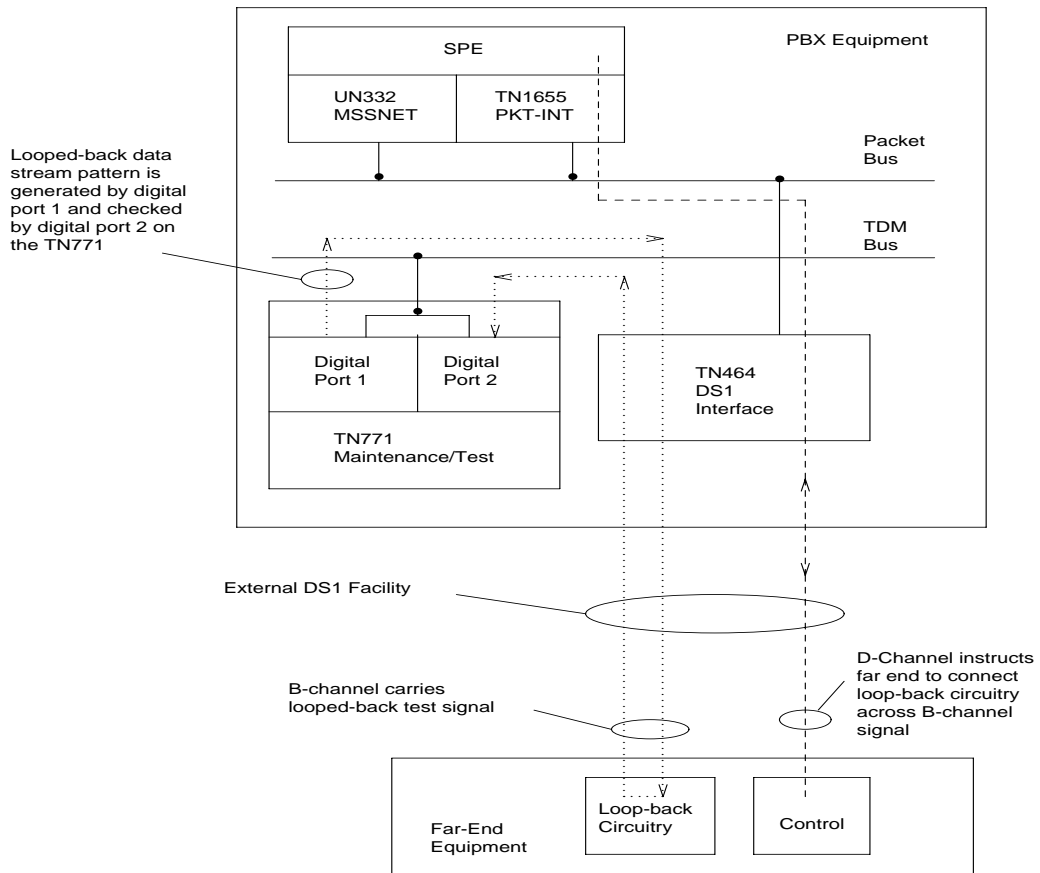 SPE
PBX Equipment
UN332
MSSNET
TN1655
PKT-INT
Packet
Bus
Looped-back data
stream pattern is
generated by digital
port 1 and checked
by digital port 2 on
the TN771
TDM
Bus
Digital
Port 1
Digital
Port 2
TN464
DS1
Interface
TN771
Maintenance/Test
External DS1 Facility
D-Channel instructs
far end to connect
loop-back circuitry
across B-channel
signal
B-channel carries
looped-back test signal
Loop-back
Circuitry
Control
Far-End
Equipment